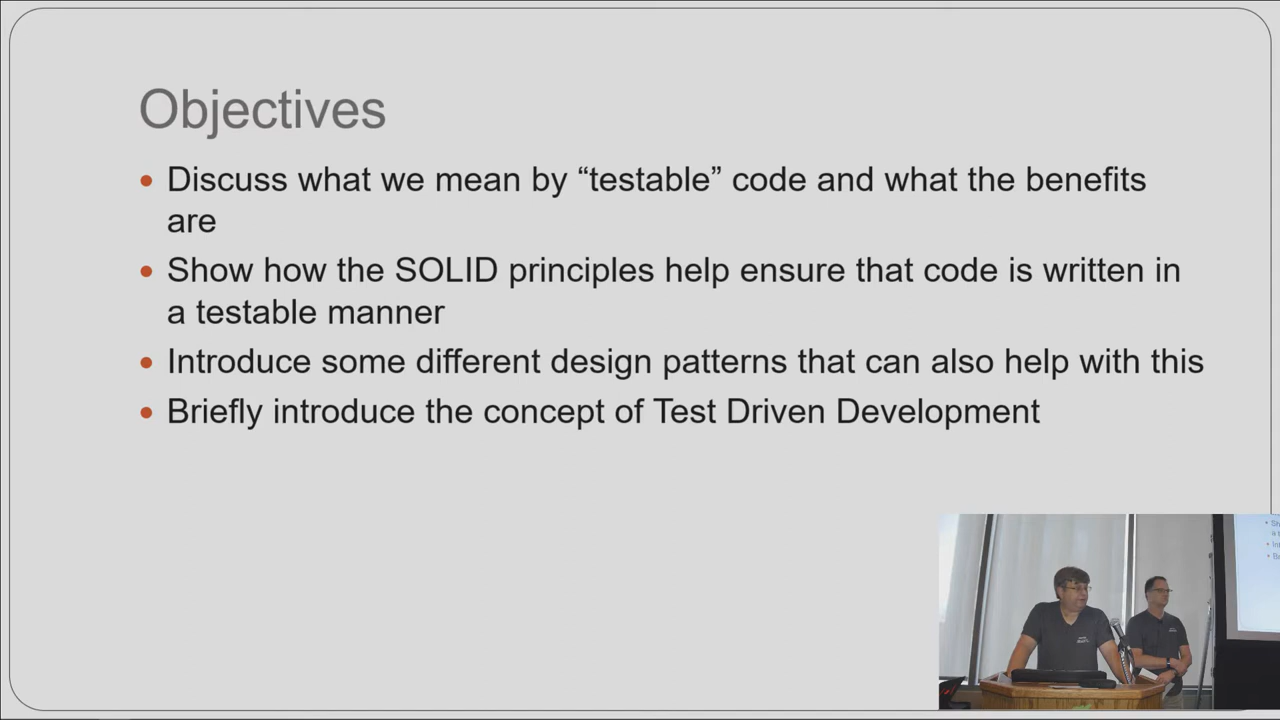 Objectives
• Discuss what we mean by “testable” code and what the benefits
are
• Show how the SOLID principles help ensure that code is written in
a testable manner
• Introduce some different design patterns that can also help with this
• Briefly introduce the concept of Test Driven Development